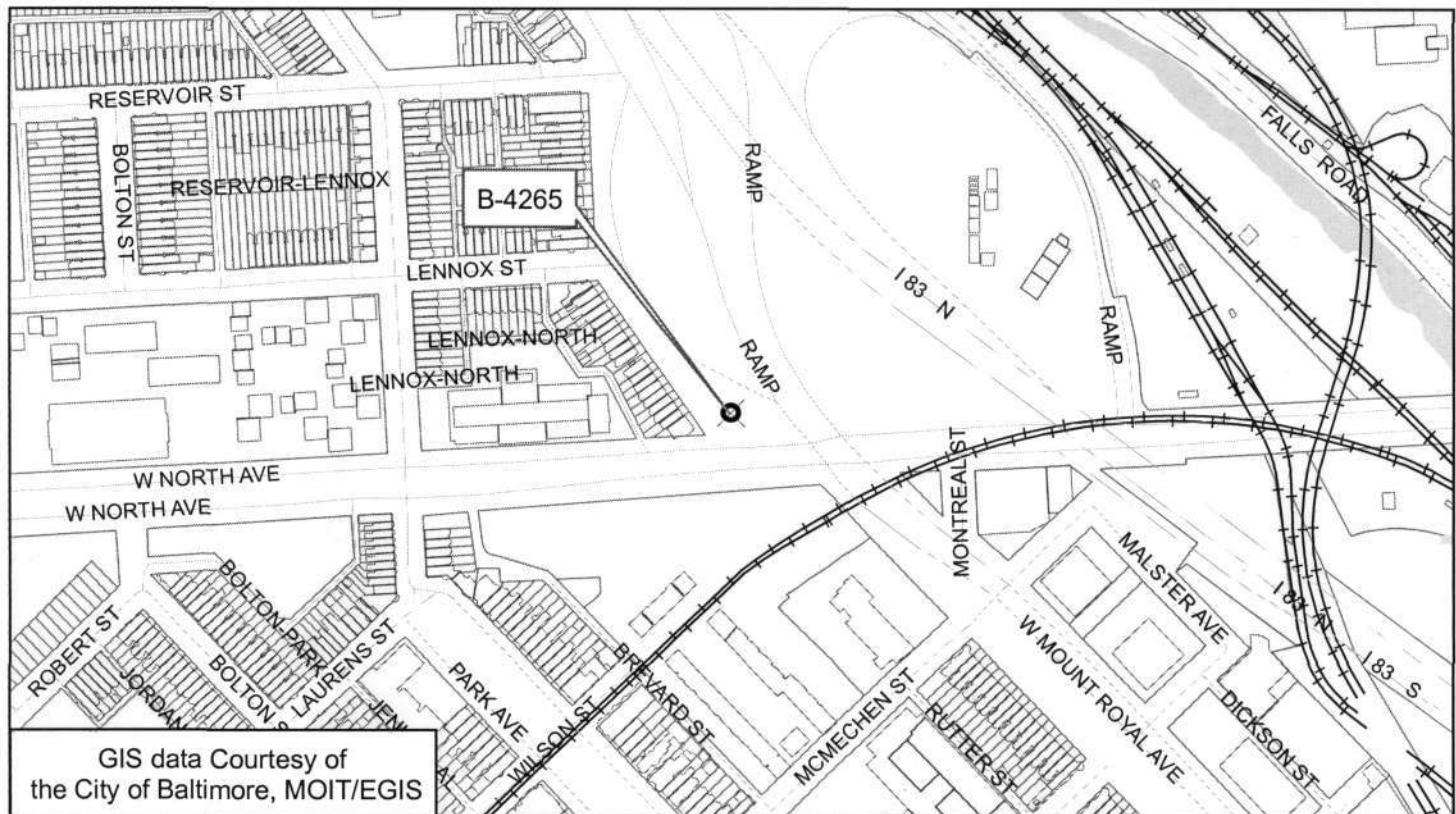 RESERVOIR ST
BOLTON ST
RESERVOIR-LENNOX
B-4265
RAMP
FALLS ROAD
LENNOX ST
I 83 N
LENNOX-NORTH
RAMP
RAMP
LENNOX-NORTH
W NORTH AVE
W NORTH AVE
MONTREAL ST
MALSTER AVE
BOLTON PARK
ROBERT ST
JORDAN
BOLTON S
LAURENS ST
PARK AVE
WILSON ST
BREVARD ST
MCMECHEN ST
RUTTER ST
W MOUNT ROYAL AVE
DICKSON ST
I 83 N
I 83 S
GIS data Courtesy of
the City of Baltimore, MOIT/EGIS